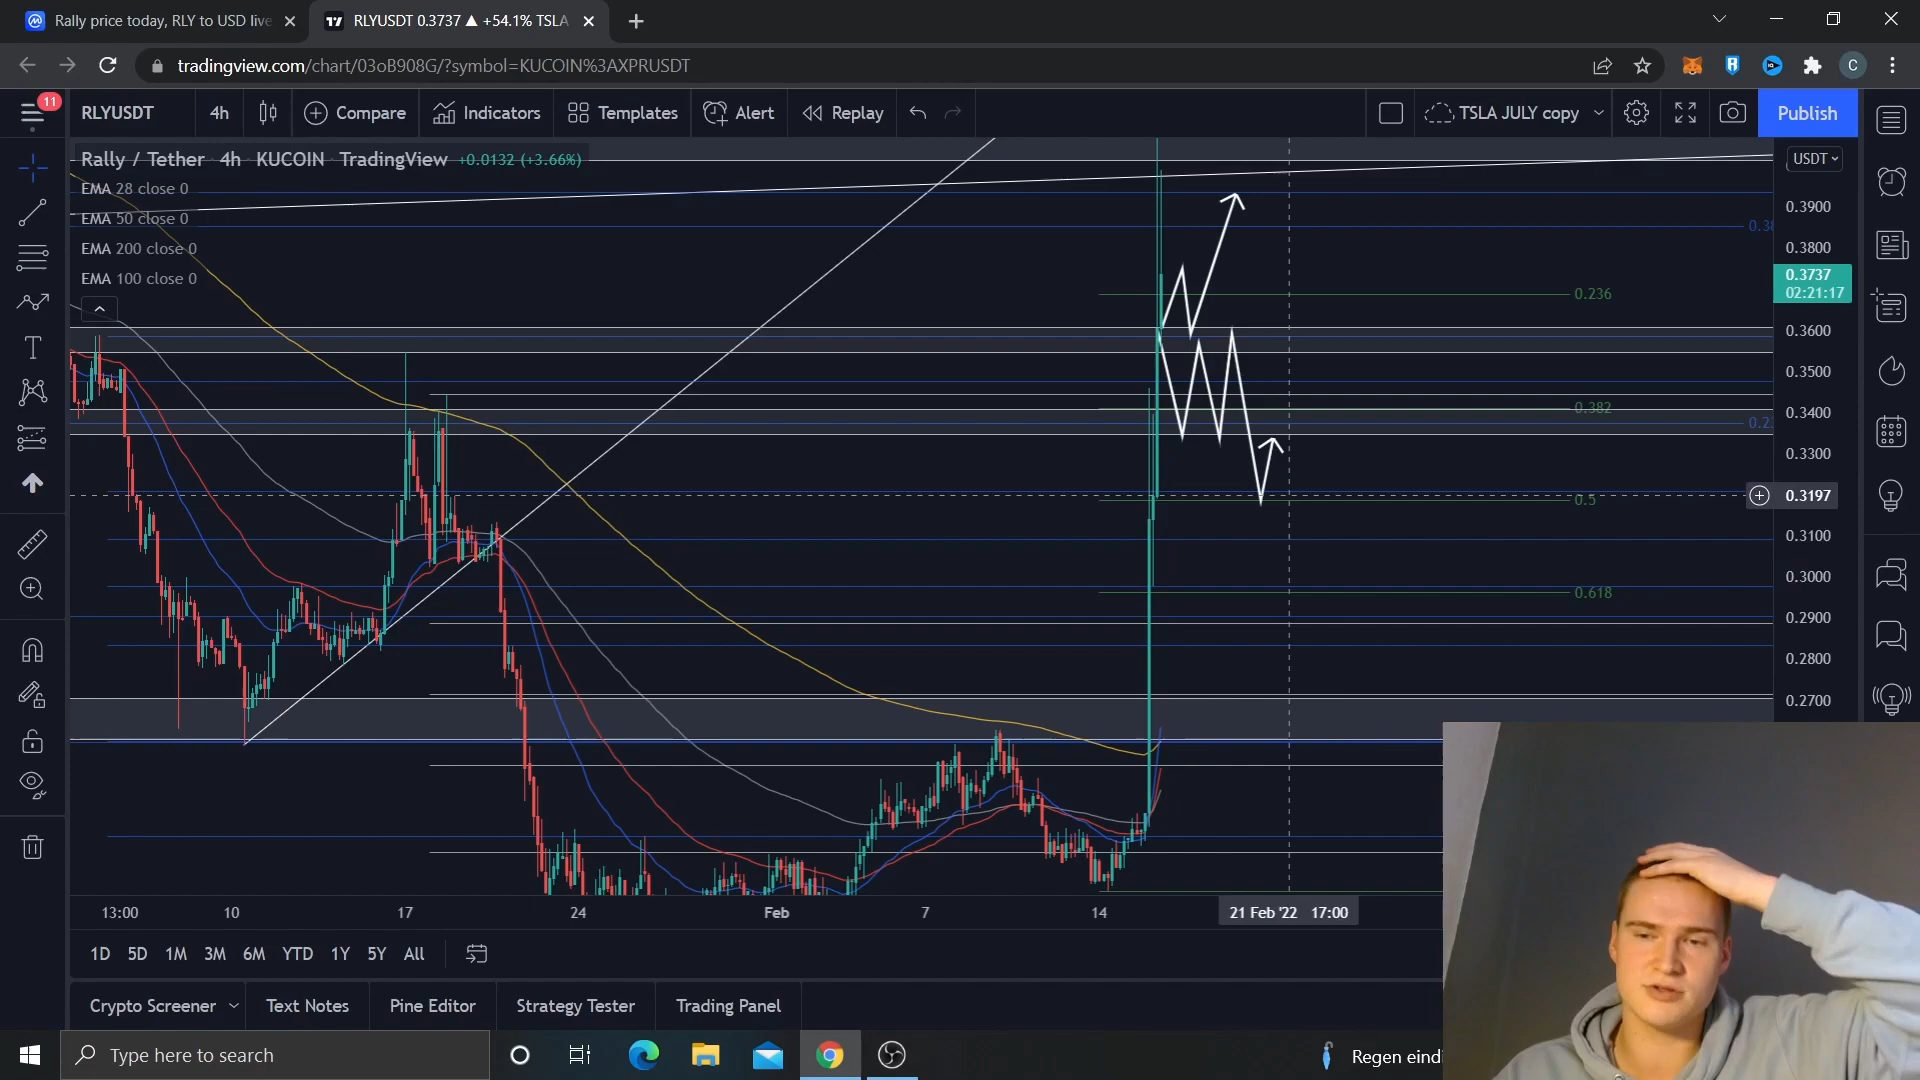 Rally price today, RLY to USD live
RLYUSDT 0.3737 ▲ +54.1% TSLA
tradingview.com/chart/03oB908G/?symbol=KUCOIN%3AXPRUSDT
C
11
RLYUSDT
4h
Compare
Indicators
Templates
Alert
Replay
TSLA JULY copy
Publish
Rally / Tether 4h KUCOIN TradingView +0.0132 (+3.66%)
EMA 28 close 0
EMA 50 close 0
EMA 200 close 0
EMA 100 close 0
USDT
0.3900
0.3800
0.3737
02:21:17
0.3600
0.3500
0.3400
0.3300
0.3197
0.3100
0.3000
0.2900
0.2800
0.2700
0.236
0.382
0.5
0.618
13:00
10
17
24
Feb
7
14
21 Feb '22 17:00
1D 5D 1M 3M 6M YTD 1Y 5Y All
Crypto Screener
Text Notes
Pine Editor
Strategy Tester
Trading Panel
Type here to search
Regen eindi